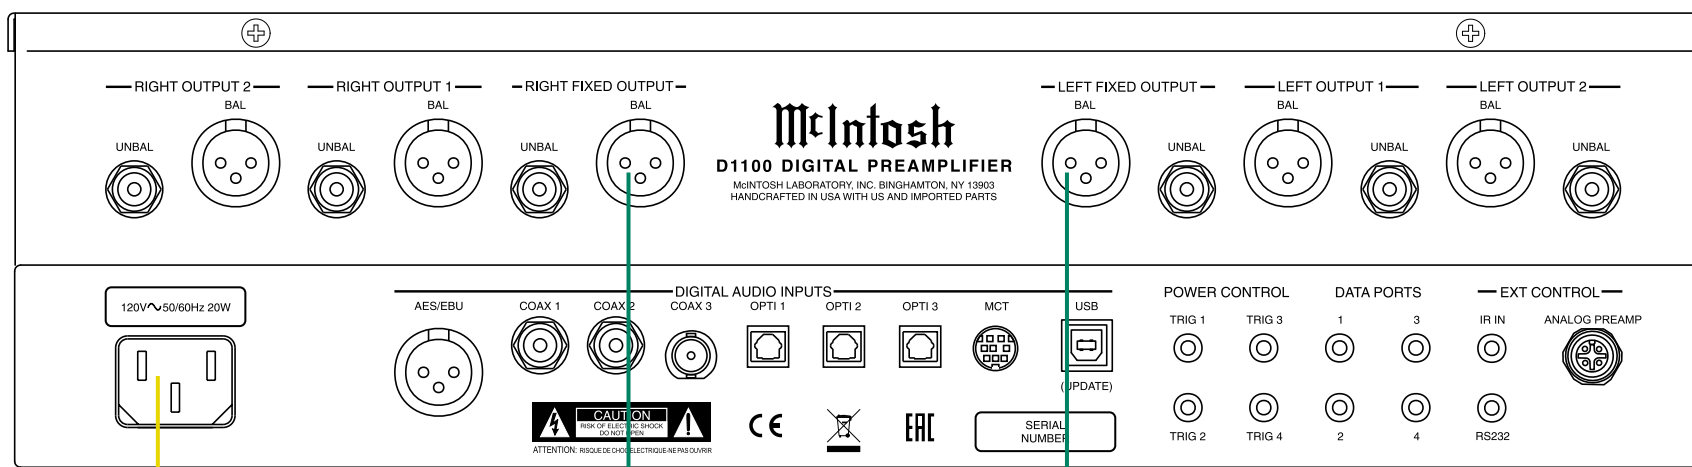 RIGHT OUTPUT 2
RIGHT OUTPUT 1
RIGHT FIXED OUTPUT
LEFT FIXED OUTPUT
LEFT OUTPUT 1
LEFT OUTPUT 2
BAL
BAL
BAL
BAL
BAL
BAL
UNBAL
UNBAL
UNBAL
UNBAL
UNBAL
UNBAL
McIntosh
D1100 DIGITAL PREAMPLIFIER
McINTOSH LABORATORY, INC. BINGHAMTON, NY 13903
HANDCRAFTED IN USA WITH US AND IMPORTED PARTS
120V~50/60Hz 20W
DIGITAL AUDIO INPUTS
AES/EBU
COAX 1
COAX 2
COAX 3
OPTI 1
OPTI 2
OPTI 3
MCT
USB
(UPDATE)
POWER CONTROL
DATA PORTS
EXT CONTROL
TRIG 1
TRIG 3
1
3
IR IN
ANALOG PREAMP
TRIG 2
TRIG 4
2
4
RS232
CAUTION
RISK OF ELECTRIC SHOCK
DO NOT OPEN
ATTENTION: RISQUE DE CHOC ELECTRIQUE-NE PAS OUVRIR
CE
EAC
SERIAL
NUMBER